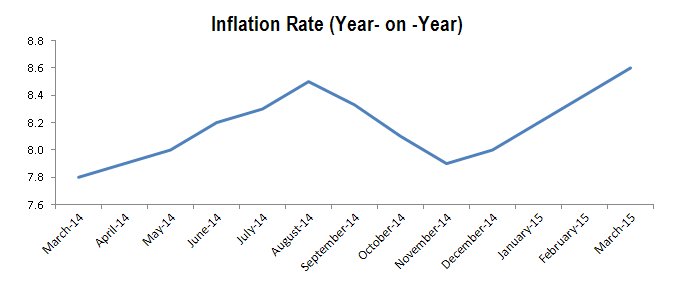 Inflation Rate (Year- on -Year)
8.8
8.6
8.4
8.2
8.0
7.8
7.6
March-14
April-14
May-14
June-14
July-14
August-14
September-14
October-14
November-14
December-14
January-15
February-15
March-15